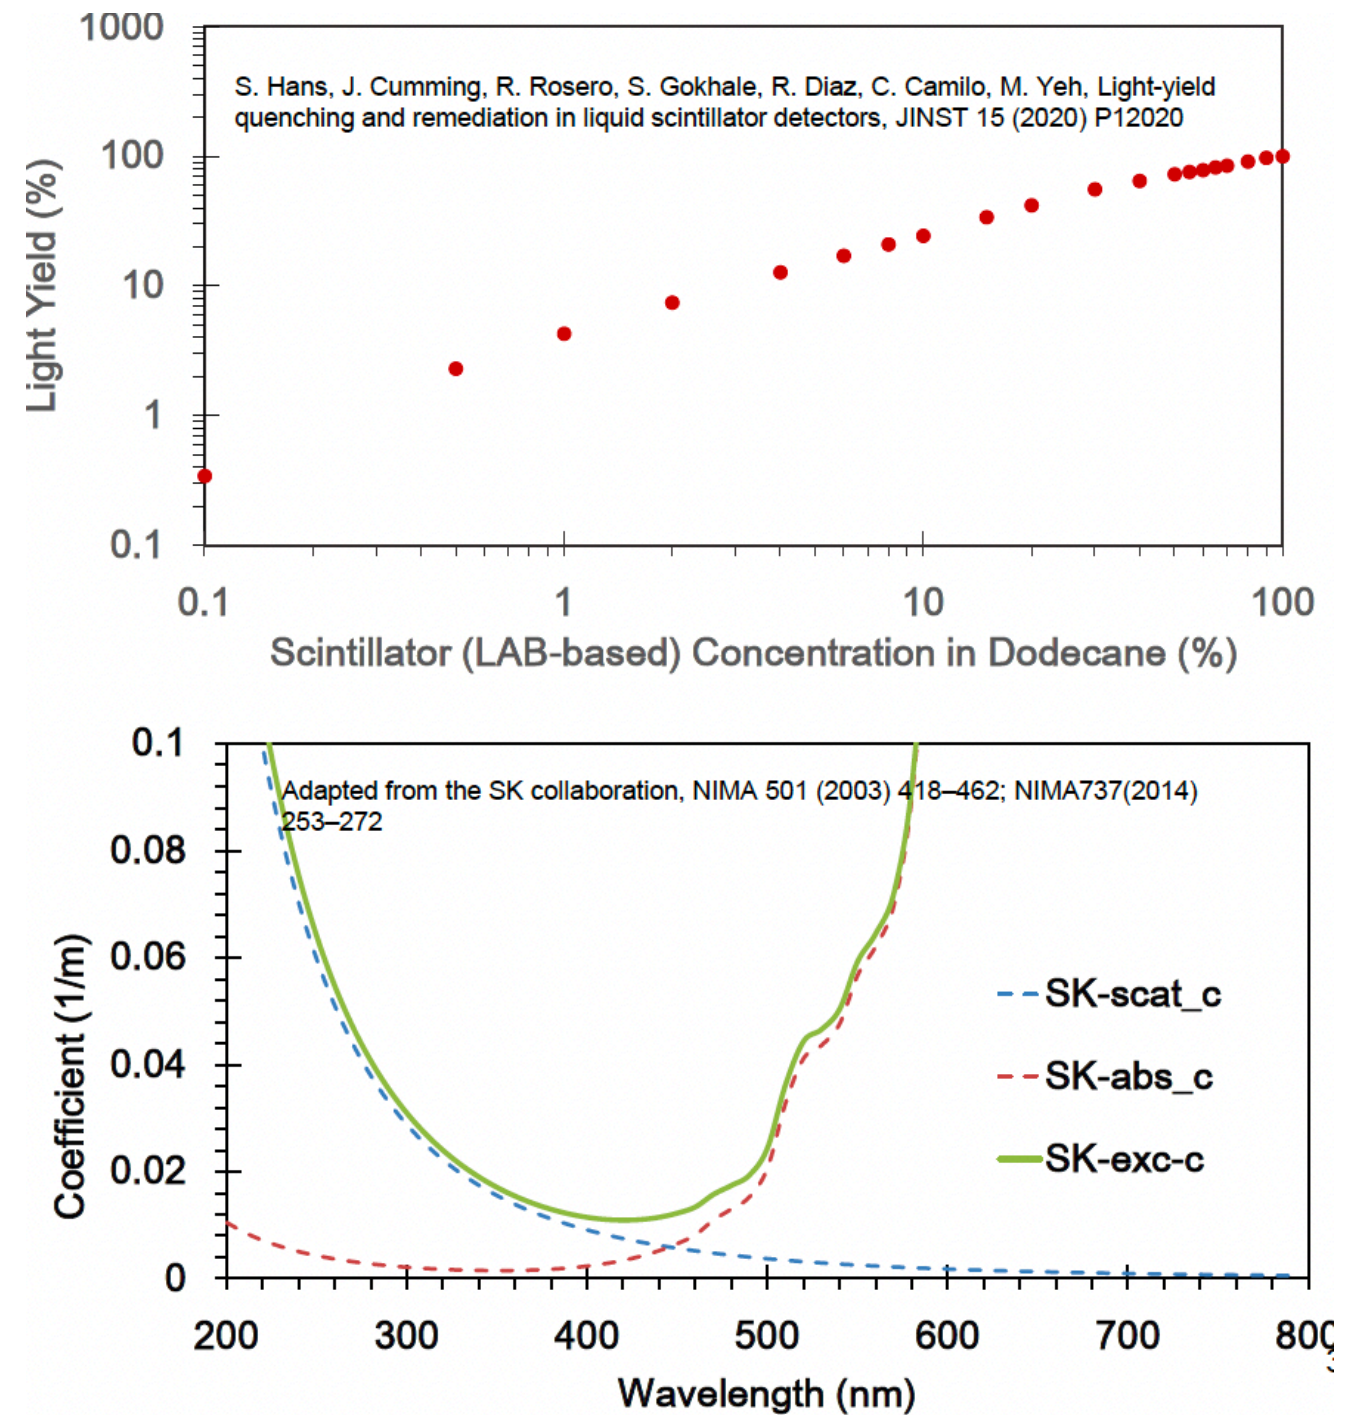 1000
S. Hans, J. Cumming, R. Rosero, S. Gokhale, R. Diaz, C. Camilo, M. Yeh, Light-yield
quenching and remediation in liquid scintillator detectors, JINST 15 (2020) P12020
100
10
1
0.1
Light Yield (%)
0.1 1 10 100
Scintillator (LAB-based) Concentration in Dodecane (%)
0.1
Adapted from the SK collaboration, NIMA 501 (2003) 418–462; NIMA737(2014)
253–272
0.08
0.06
0.04
0.02
0
Coefficient (1/m)
SK-scat_c
SK-abs_c
SK-exc-c
200 300 400 500 600 700 800
Wavelength (nm)